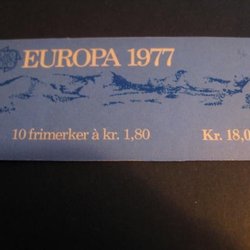 EUROPA 1977
10 frimerker à kr. 1,80 Kr. 18,0